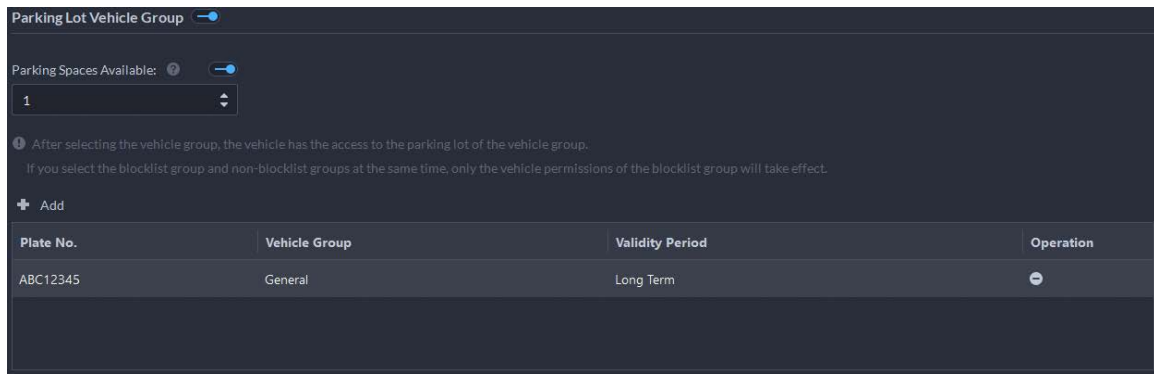 Parking Lot Vehicle Group
Parking Spaces Available:
1
After selecting the vehicle group, the vehicle has the access to the parking lot of the vehicle group.
If you select the blocklist group and non-blocklist groups at the same time, only the vehicle permissions of the blocklist group will take effect.
Add
Plate No. Vehicle Group Validity Period Operation
ABC12345 General Long Term